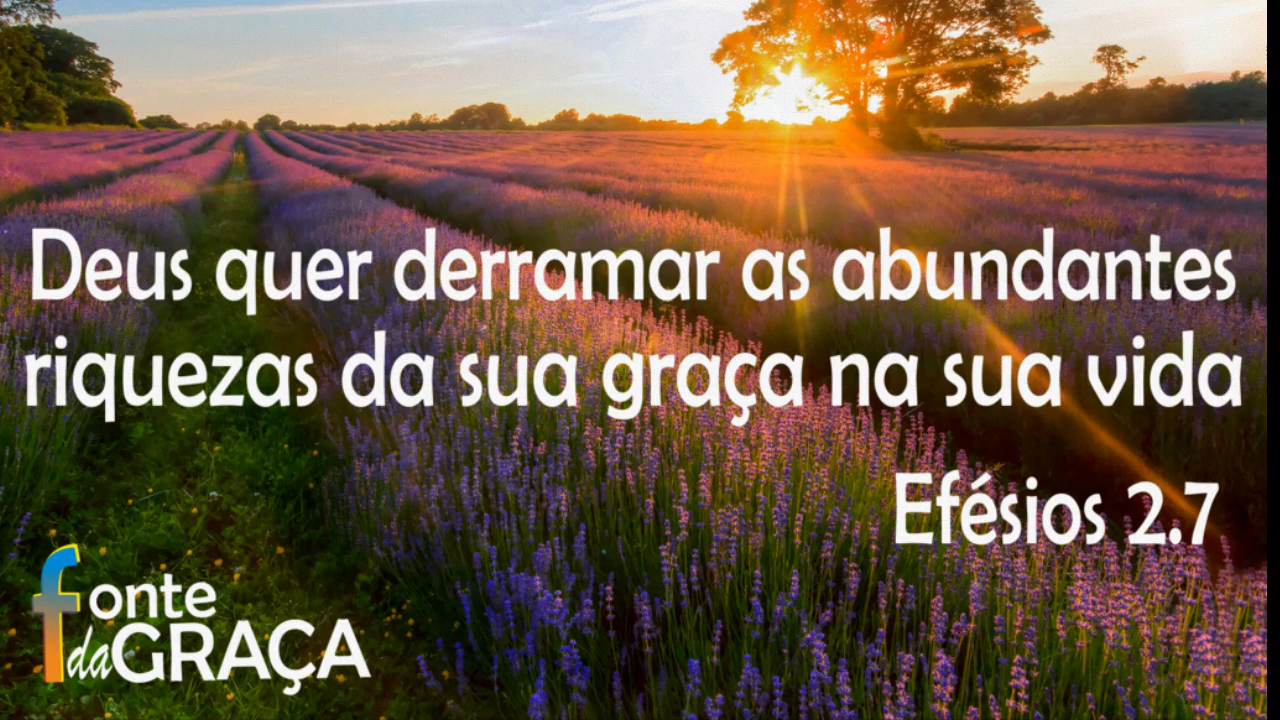 Deus quer derramar as abundantes
riquezas da sua graça na sua vida
Efésios 2.7
fonte
da GRAÇA